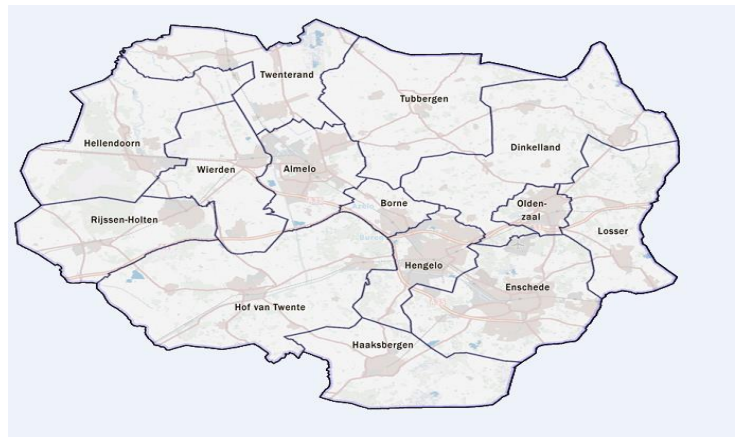 Twenterand
Tubbergen
Hellendoorn
Dinkelland
Wierden
Almelo
Borne
Olden-
zaal
Rijssen-Holten
Losser
Hengelo
Enschede
Hof van Twente
Haaksbergen